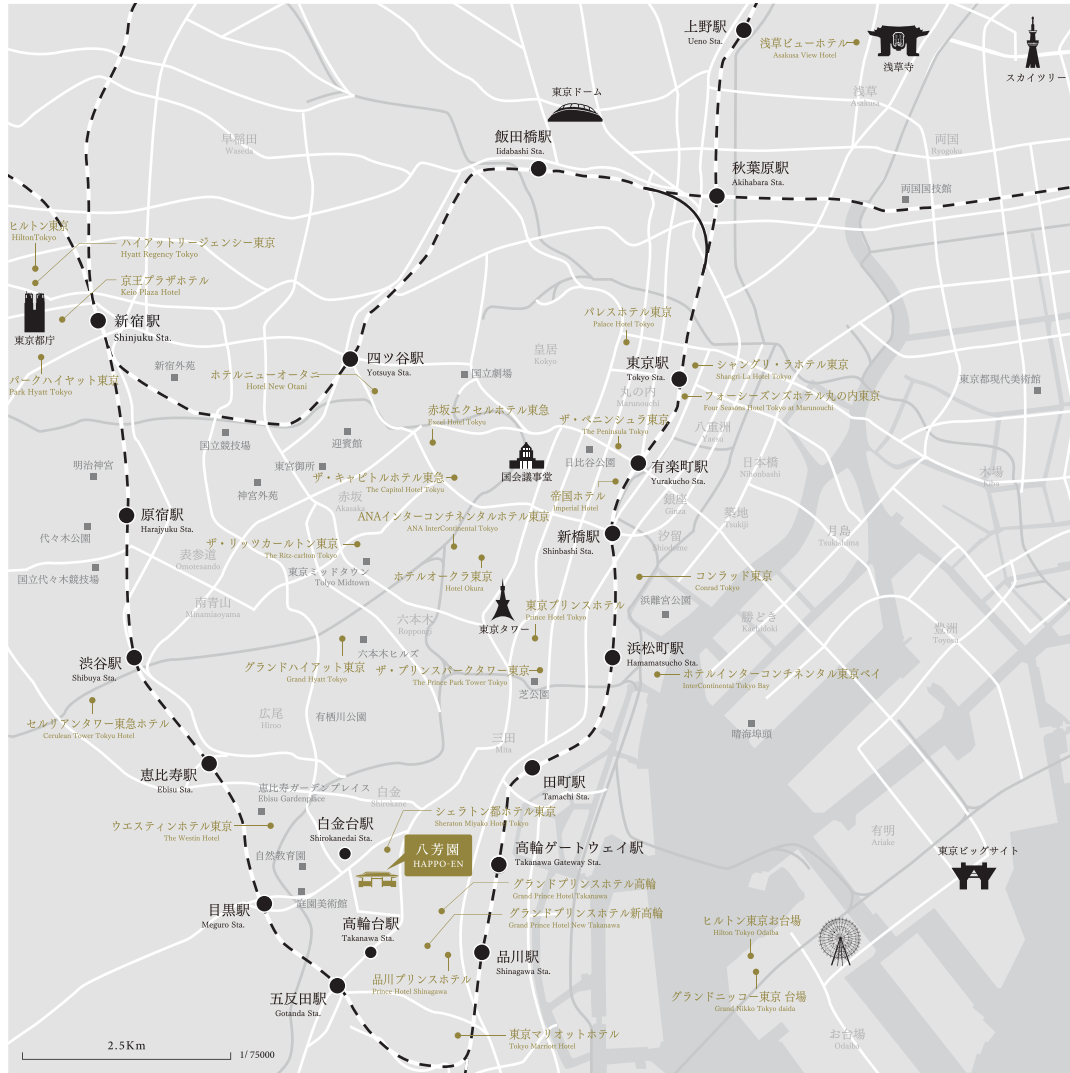 上野駅
Ueno Sta.
浅草ビューホテル
Asakusa View Hotel
浅草寺
スカイツリー
浅草
Asakusa
東京ドーム
早稲田
Waseda
飯田橋駅
Iidabashi Sta.
両国
Ryogoku
秋葉原駅
Akihabara Sta.
両国国技館
ヒルトン東京
HiltonTokyo
ハイアットリージェンシー東京
Hyatt Regency Tokyo
京王プラザホテル
Keio Plaza Hotel
東京都庁
新宿駅
Shinjuku Sta.
パークハイヤット東京
Park Hyatt Tokyo
新宿外苑
四ツ谷駅
Yotsuya Sta.
ホテルニューオータニ
Hotel New Otani
国立劇場
皇居
Kokyo
パレスホテル東京
Palace Hotel Tokyo
東京駅
Tokyo Sta.
シャングリ・ラホテル東京
Shangri-La Hotel Tokyo
丸の内
Marunouchi
フォーシーズンズホテル丸の内東京
Four Seasons Hotel Tokyo at Marunouchi
東京都現代美術館
国立競技場
迎賓館
赤坂エクセルホテル東急
Excel Hotel Tokyu
ザ・ペニンシュラ東京
The Peninsula Tokyo
八重洲
Yaesu
明治神宮
東宮御所
神宮外苑
ザ・キャピトルホテル東急
The Capitol Hotel Tokyu
国会議事堂
日比谷公園
有楽町駅
Yurakucho Sta.
日本橋
Nihonbashi
木場
Kiba
赤坂
Akasaka
帝国ホテル
Imperial Hotel
銀座
Ginza
築地
Tsukiji
原宿駅
Harajyuku Sta.
代々木公園
ANAインターコンチネンタルホテル東京
ANA InterContinental Tokyo
新橋駅
Shinbashi Sta.
汐留
Shiodome
月島
Tsukishima
表参道
Omotesando
ザ・リッツカールトン東京
The Ritz-carlton Tokyo
国立代々木競技場
東京ミッドタウン
Tolyo Midtown
ホテルオークラ東京
Hotel Okura
コンラッド東京
Conrad Tokyo
南青山
Minamiaoyama
六本木
Roppongi
東京タワー
東京プリンスホテル
Prince Hotel Tokyo
浜離宮公園
勝どき
Kachidoki
豊洲
Toyosu
渋谷駅
Shibuya Sta.
六本木ヒルズ
グランドハイアット東京
Grand Hyatt Tokyo
ザ・プリンスパークタワー東京
The Prince Park Tower Tokyo
芝公園
浜松町駅
Hamamatsucho Sta.
ホテルインターコンチネンタル東京ベイ
InterContinental Tokyo Bay
セルリアンタワー東急ホテル
Cerulean Tower Tokyu Hotel
広尾
Hiroo
有栖川公園
三田
Mita
晴海埠頭
恵比寿駅
Ebisu Sta.
恵比寿ガーデンプレイス
Ebisu Gardenplace
白金
Shirokane
田町駅
Tamachi Sta.
ウエスティンホテル東京
The Westin Hotel
白金台駅
Shirokanedai Sta.
シェラトン都ホテル東京
Sheraton Miyako Hotel Tokyo
八芳園
HAPPO-EN
高輪ゲートウェイ駅
Takanawa Gateway Sta.
有明
Ariake
東京ビッグサイト
自然教育園
庭園美術館
グランドプリンスホテル高輪
Grand Prince Hotel Takanawa
目黒駅
Meguro Sta.
高輪台駅
Takanawa Sta.
グランドプリンスホテル新高輪
Grand Prince Hotel New Takanawa
ヒルトン東京お台場
Hilton Tokyo Odaiba
品川駅
Shinagawa Sta.
品川プリンスホテル
Prince Hotel Shinagawa
五反田駅
Gotanda Sta.
グランドニッコー東京 台場
Grand Nikko Tokyo daida
東京マリオットホテル
Tokyo Marriott Hotel
お台場
Odaiba
2.5Km
1/ 75000